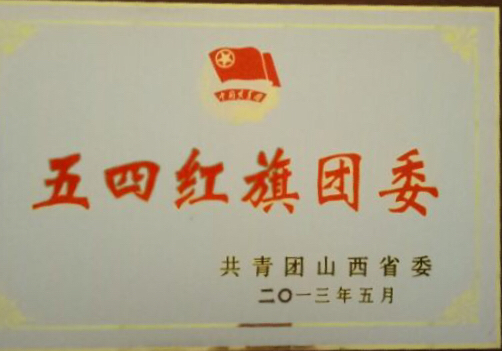 中国共青团
五四红旗团委
共青团山西省委
二〇一三年五月